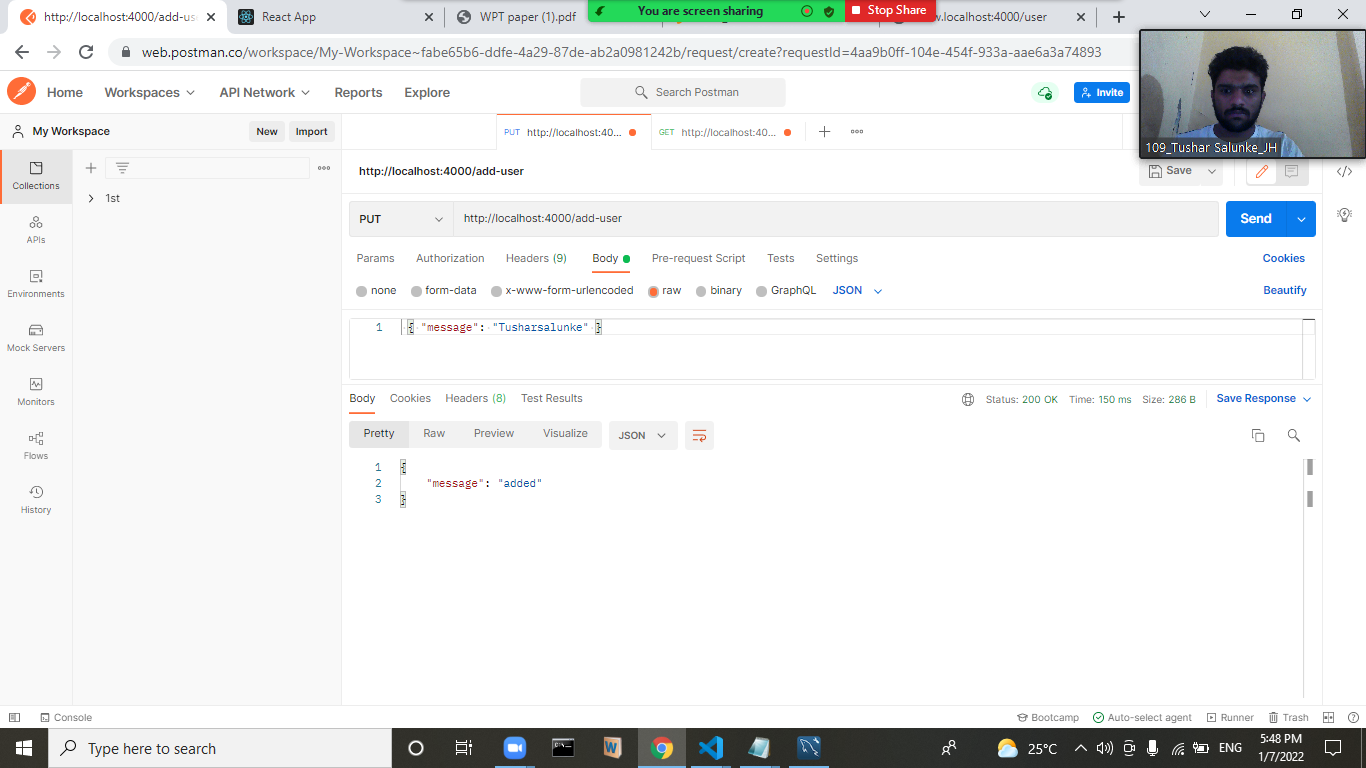 http://localhost:4000/add-us
React App
WPT paper (1).pdf
You are screen sharing
Stop Share
w.localhost:4000/user
web.postman.co/workspace/My-Workspace~fabe65b6-ddfe-4a29-87de-ab2a0981242b/request/create?requestId=4aa9b0ff-104e-454f-933a-aae6a3a74893
Home
Workspaces
API Network
Reports
Explore
Search Postman
Invite
My Workspace
New
Import
PUT http://localhost:40...
GET http://localhost:40...
109_Tushar Salunke_JH
Collections
1st
http://localhost:4000/add-user
Save
APIs
PUT
http://localhost:4000/add-user
Send
Params
Authorization
Headers (9)
Body
Pre-request Script
Tests
Settings
Cookies
Environments
none
form-data
x-www-form-urlencoded
raw
binary
GraphQL
JSON
Beautify
1 { "message": "Tusharsalunke" }
Mock Servers
Monitors
Body
Cookies
Headers (8)
Test Results
Status: 200 OK
Time: 150 ms
Size: 286 B
Save Response
Pretty
Raw
Preview
Visualize
JSON
Flows
1 {
2 "message": "added"
3 }
History
Console
Bootcamp
Auto-select agent
Runner
Trash
Type here to search
25°C
ENG
5:48 PM
1/7/2022